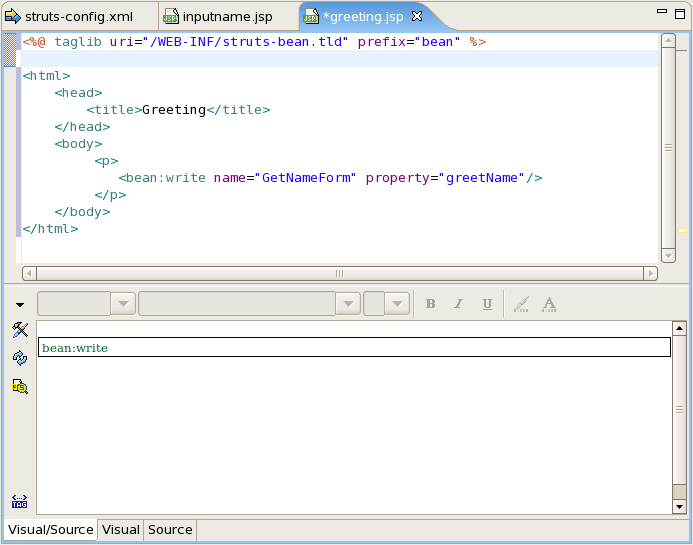 struts-config.xml inputname.jsp *greeting.jsp
<%@ taglib uri="/WEB-INF/struts-bean.tld" prefix="bean" %>
<html>
<head>
<title>Greeting</title>
</head>
<body>
<p>
<bean:write name="GetNameForm" property="greetName"/>
</p>
</body>
</html>
B I U A
bean:write
TAG
Visual/Source Visual Source